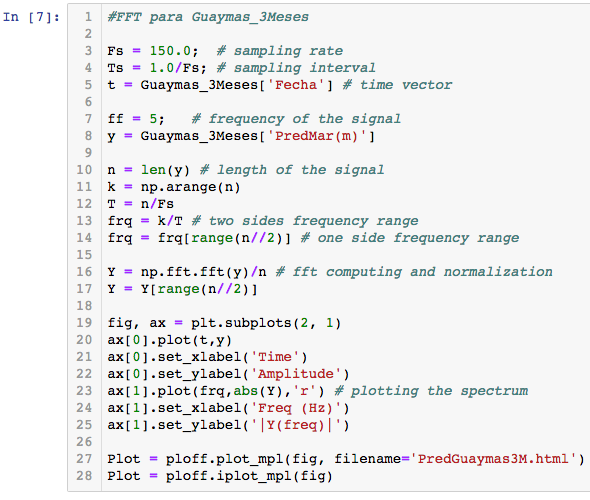 In [7]:
1 #FFT para Guaymas_3Meses
2
3 Fs = 150.0;  # sampling rate
4 Ts = 1.0/Fs; # sampling interval
5 t = Guaymas_3Meses['Fecha'] # time vector
6
7 ff = 5;   # frequency of the signal
8 y = Guaymas_3Meses['PredMar(m)']
9
10 n = len(y) # length of the signal
11 k = np.arange(n)
12 T = n/Fs
13 frq = k/T # two sides frequency range
14 frq = frq[range(n//2)] # one side frequency range
15
16 Y = np.fft.fft(y)/n # fft computing and normalization
17 Y = Y[range(n//2)]
18
19 fig, ax = plt.subplots(2, 1)
20 ax[0].plot(t,y)
21 ax[0].set_xlabel('Time')
22 ax[0].set_ylabel('Amplitude')
23 ax[1].plot(frq,abs(Y),'r') # plotting the spectrum
24 ax[1].set_xlabel('Freq (Hz)')
25 ax[1].set_ylabel('|Y(freq)|')
26
27 Plot = ploff.plot_mpl(fig, filename='PredGuaymas3M.html')
28 Plot = ploff.iplot_mpl(fig)